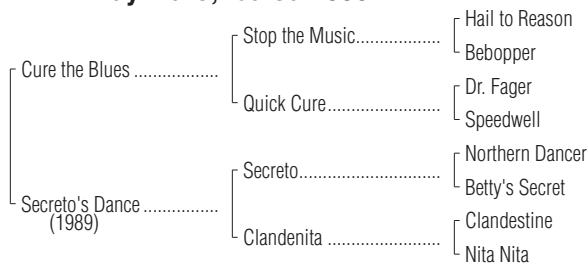 Hail to Reason
Stop the Music...................
Bebopper
Cure the Blues ..................
Dr. Fager
Quick Cure.........................
Speedwell
Northern Dancer
Secreto..............................
Betty's Secret
Secreto's Dance ................
(1989)
Clandestine
Clandenita ........................
Nita Nita